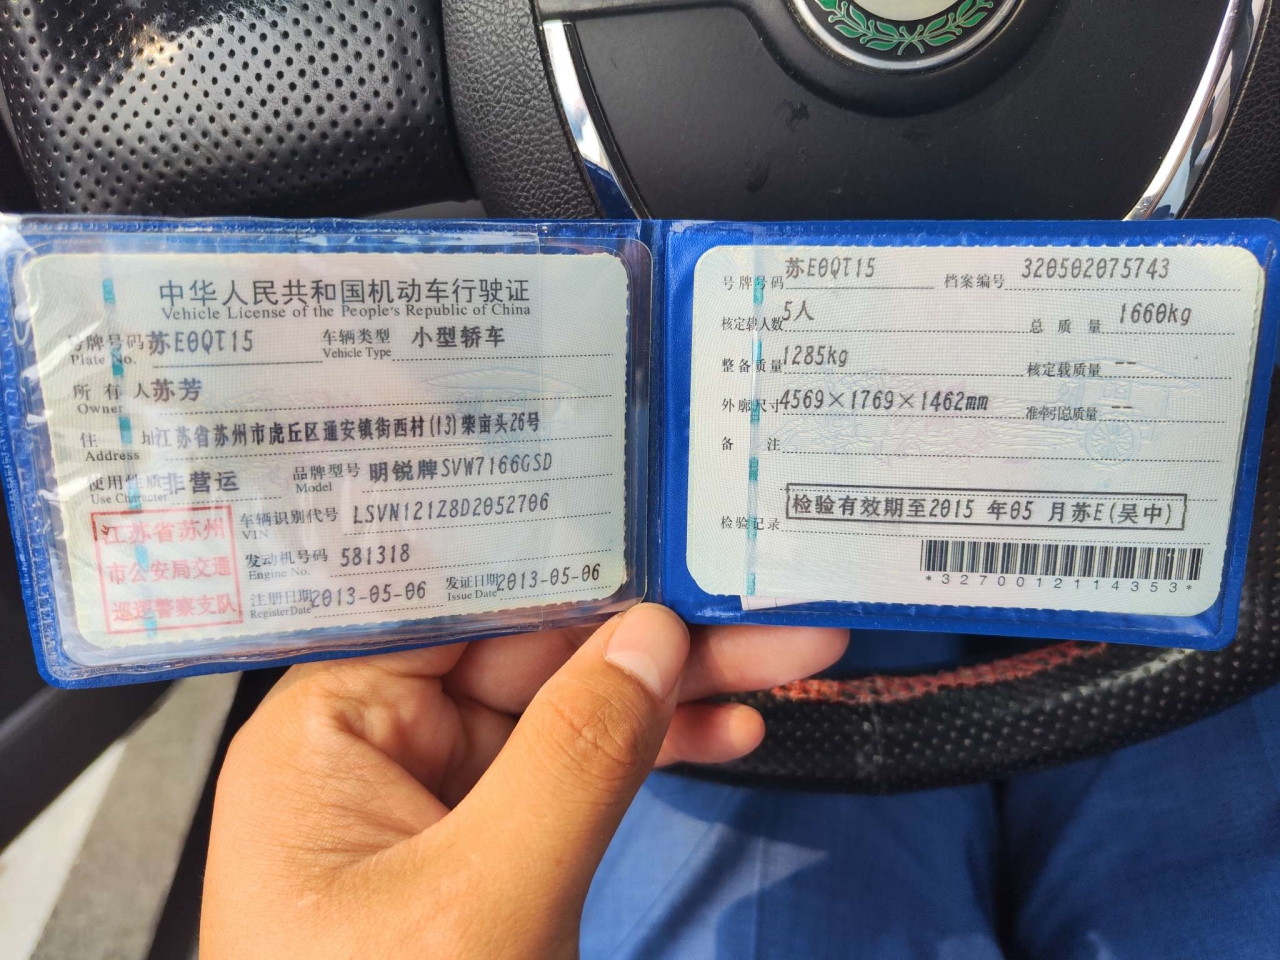 中华人民共和国机动车行驶证
Vehicle License of the People's Republic of China
号牌号码 苏E0QT15 车辆类型 小型轿车
Plate No. Vehicle Type
所有人 苏芳
Owner
住址 江苏省苏州市虎丘区通安镇街西村(13)柴亩头26号
Address
使用性质 非营运 品牌型号 明锐牌SVW7166GSD
Use Character Model
江苏省苏州
市公安局交通
巡逻警察支队
车辆识别代号 LSVN121Z8D2052706
VIN
发动机号码 581318
Engine No.
注册日期 2013-05-06 发证日期 2013-05-06
Register Date Issue Date
号牌号码 苏E0QT15 档案编号 320502075743
核定载人数 5人 总质量 1660kg
整备质量 1285kg 核定载质量 --
外廓尺寸 4569×1769×1462mm 准牵引总质量 --
备注
检验记录 检验有效期至2015 年05 月苏E(吴中)
*3270012114353*